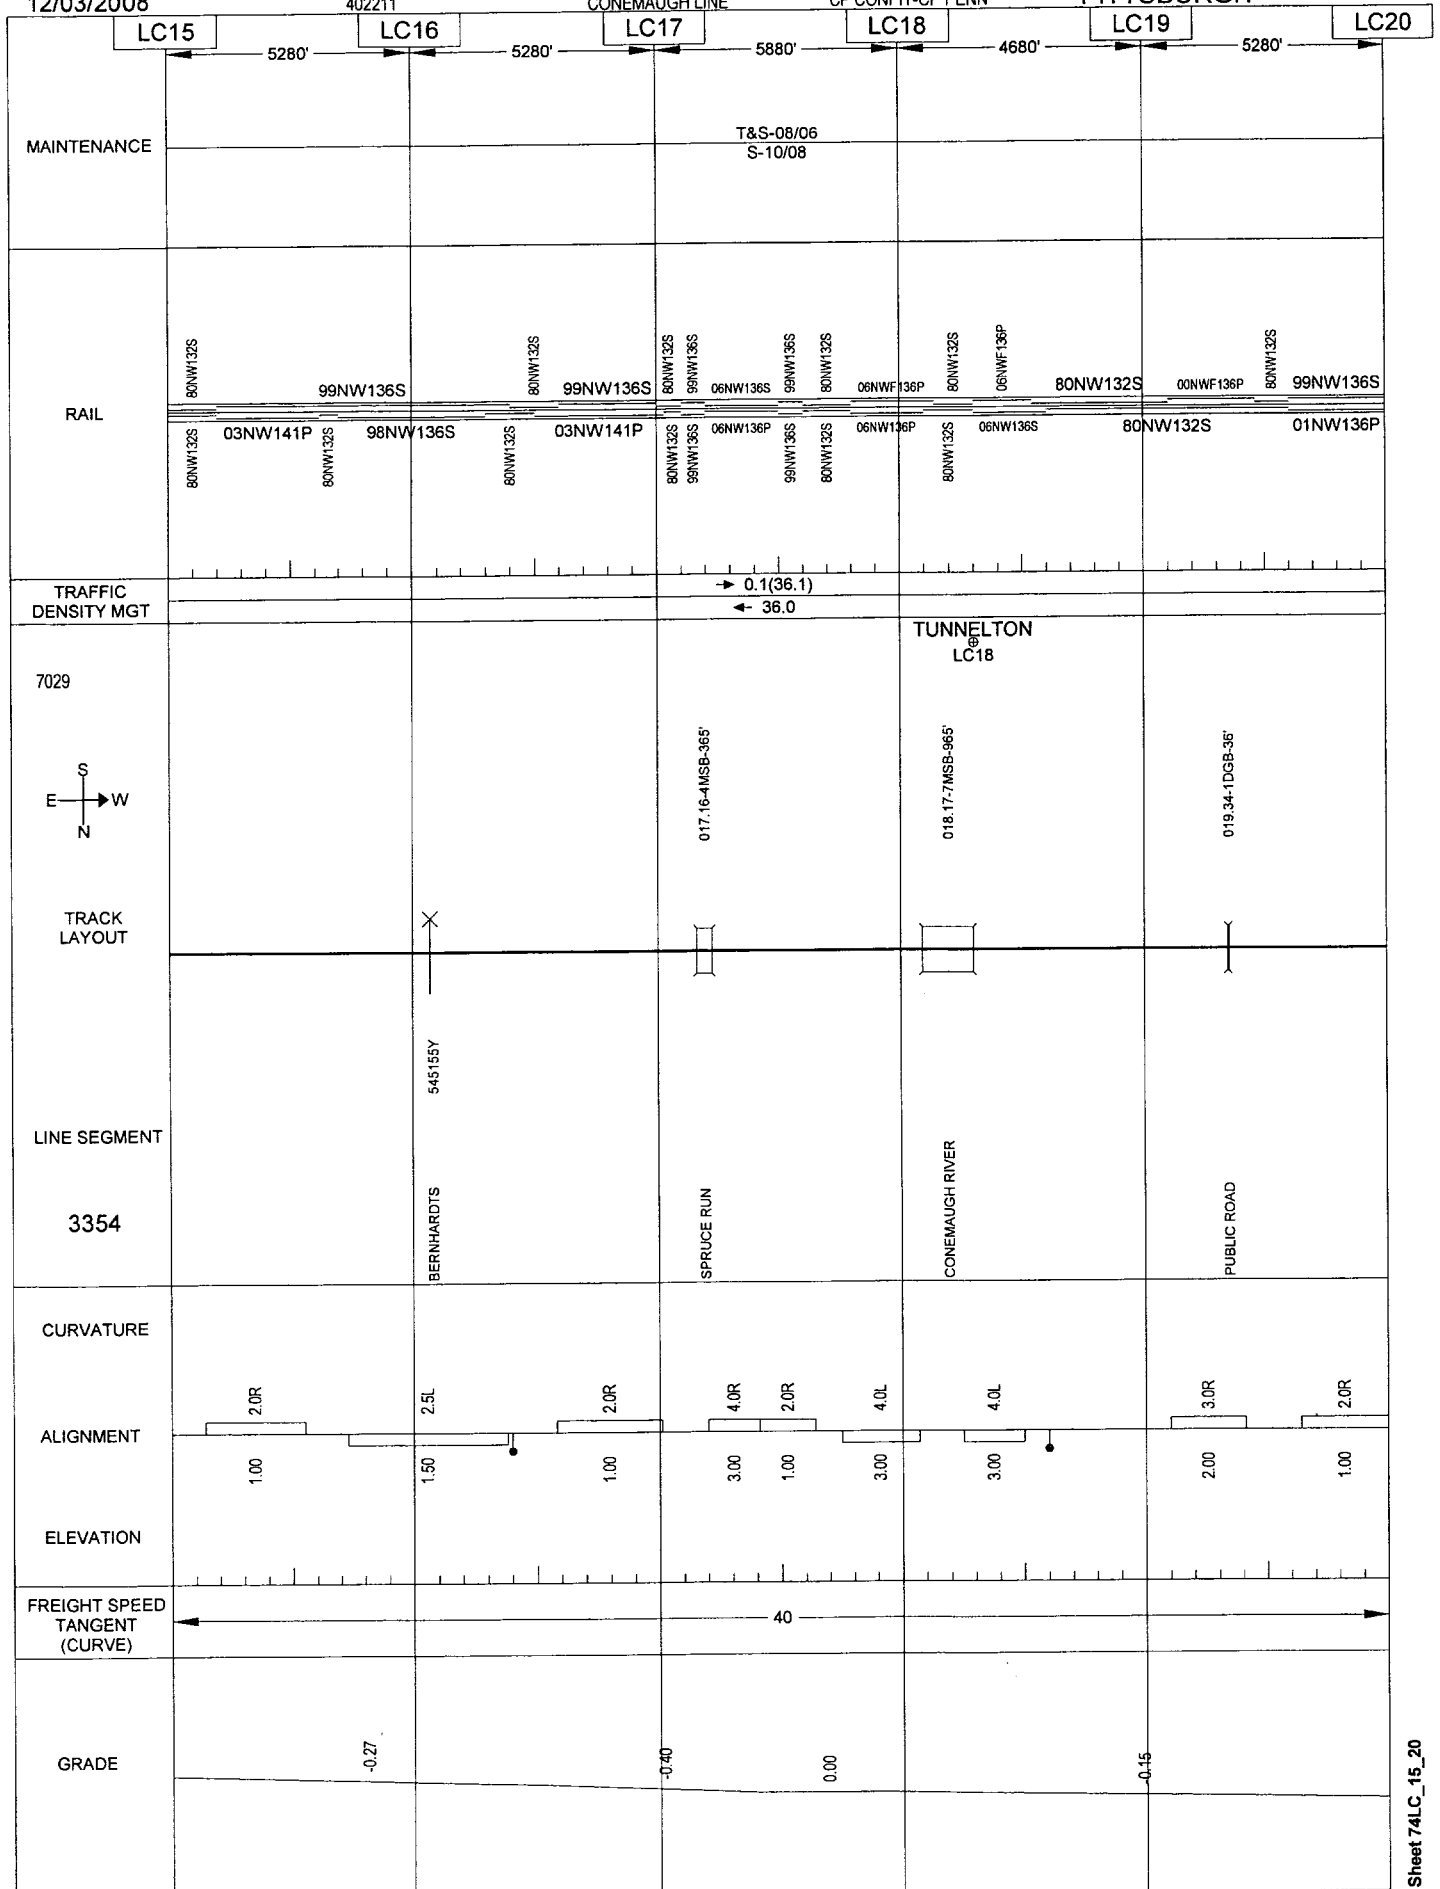 12/03/2008 402211 CONEMAUGH LINE CP CONPIT-CP PENN PITTSBURGH
LC15 LC16 LC17 LC18 LC19 LC20
5280' 5280' 5880' 4680' 5280'
MAINTENANCE
T&S-08/06
S-10/08
RAIL
80NW132S 99NW136S 80NW132S 99NW136S 80NW132S 99NW136S 06NW136S 99NW136S 80NW132S 06NWF136P 80NW132S 06NWF136P 80NW132S 00NWF136P 80NW132S 99NW136S
80NW132S 03NW141P 80NW132S 98NW136S 80NW132S 03NW141P 80NW132S 99NW136S 06NW136P 99NW136S 80NW132S 06NW136P 80NW132S 06NW136S 80NW132S 01NW136P
TRAFFIC
DENSITY MGT
→ 0.1(36.1)
← 36.0
TUNNELTON
LC18
7029
S
E W
N
017.16-4MSB-365' 018.17-7MSB-965' 019.34-1DGB-36'
TRACK
LAYOUT
545155Y
LINE SEGMENT
3354
BERNHARDTS SPRUCE RUN CONEMAUGH RIVER PUBLIC ROAD
CURVATURE
2.0R 2.5L 2.0R 4.0R 2.0R 4.0L 4.0L 3.0R 2.0R
ALIGNMENT
1.00 1.50 1.00 3.00 1.00 3.00 3.00 2.00 1.00
ELEVATION
FREIGHT SPEED
TANGENT
(CURVE)
40
GRADE
-0.27 -0.40 0.00 -0.15
Sheet 74LC_15_20